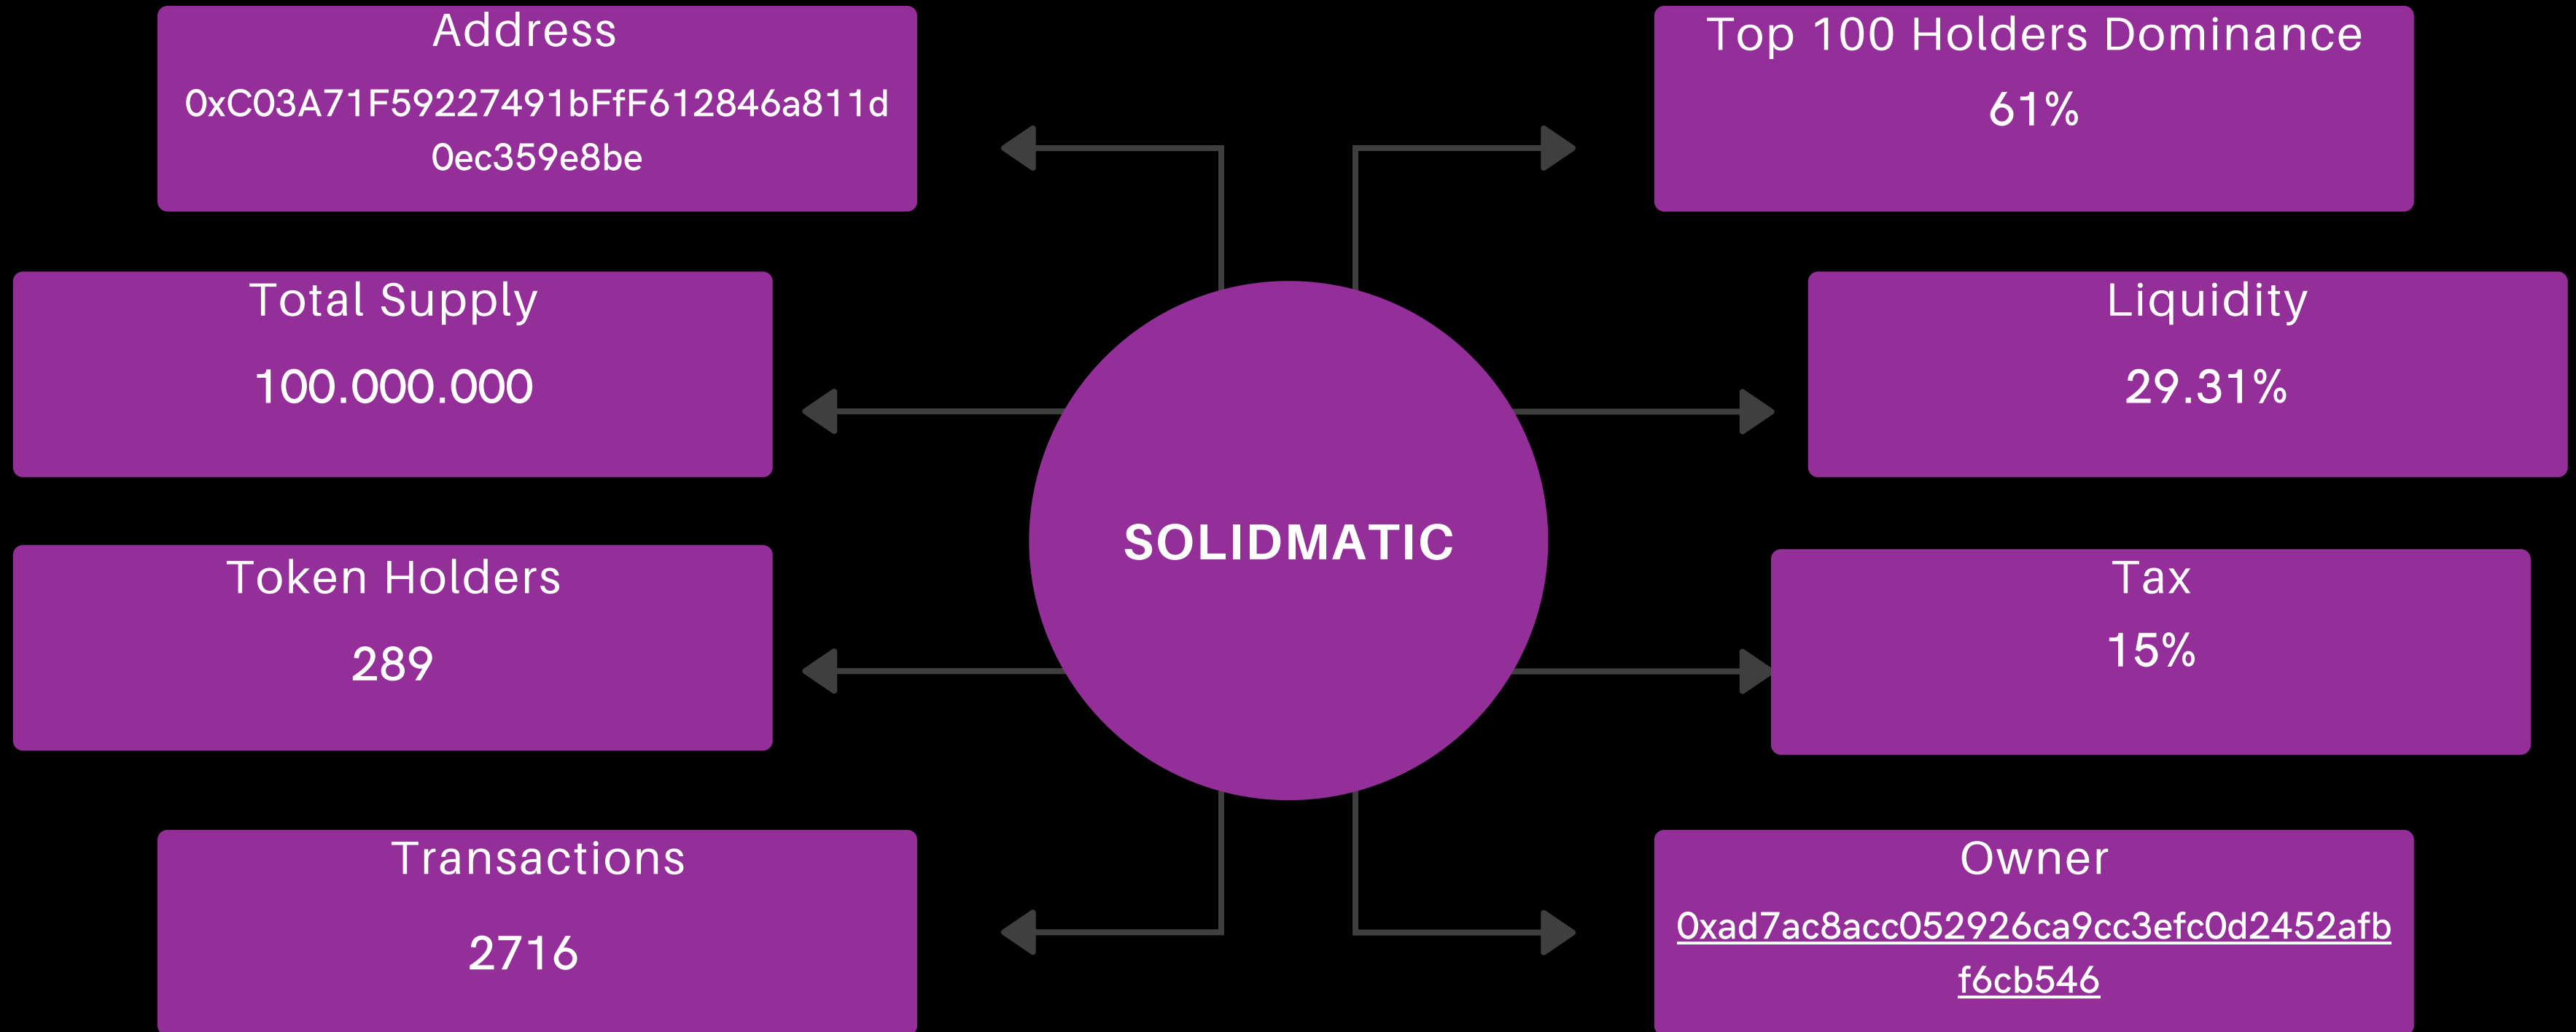 Address
0xC03A71F59227491bFfF612846a811d
0ec359e8be
Total Supply
100.000.000
Token Holders
289
Transactions
2716
SOLIDMATIC
Top 100 Holders Dominance
61%
Liquidity
29.31%
Tax
15%
Owner
0xad7ac8acc052926ca9cc3efc0d2452afb
f6cb546